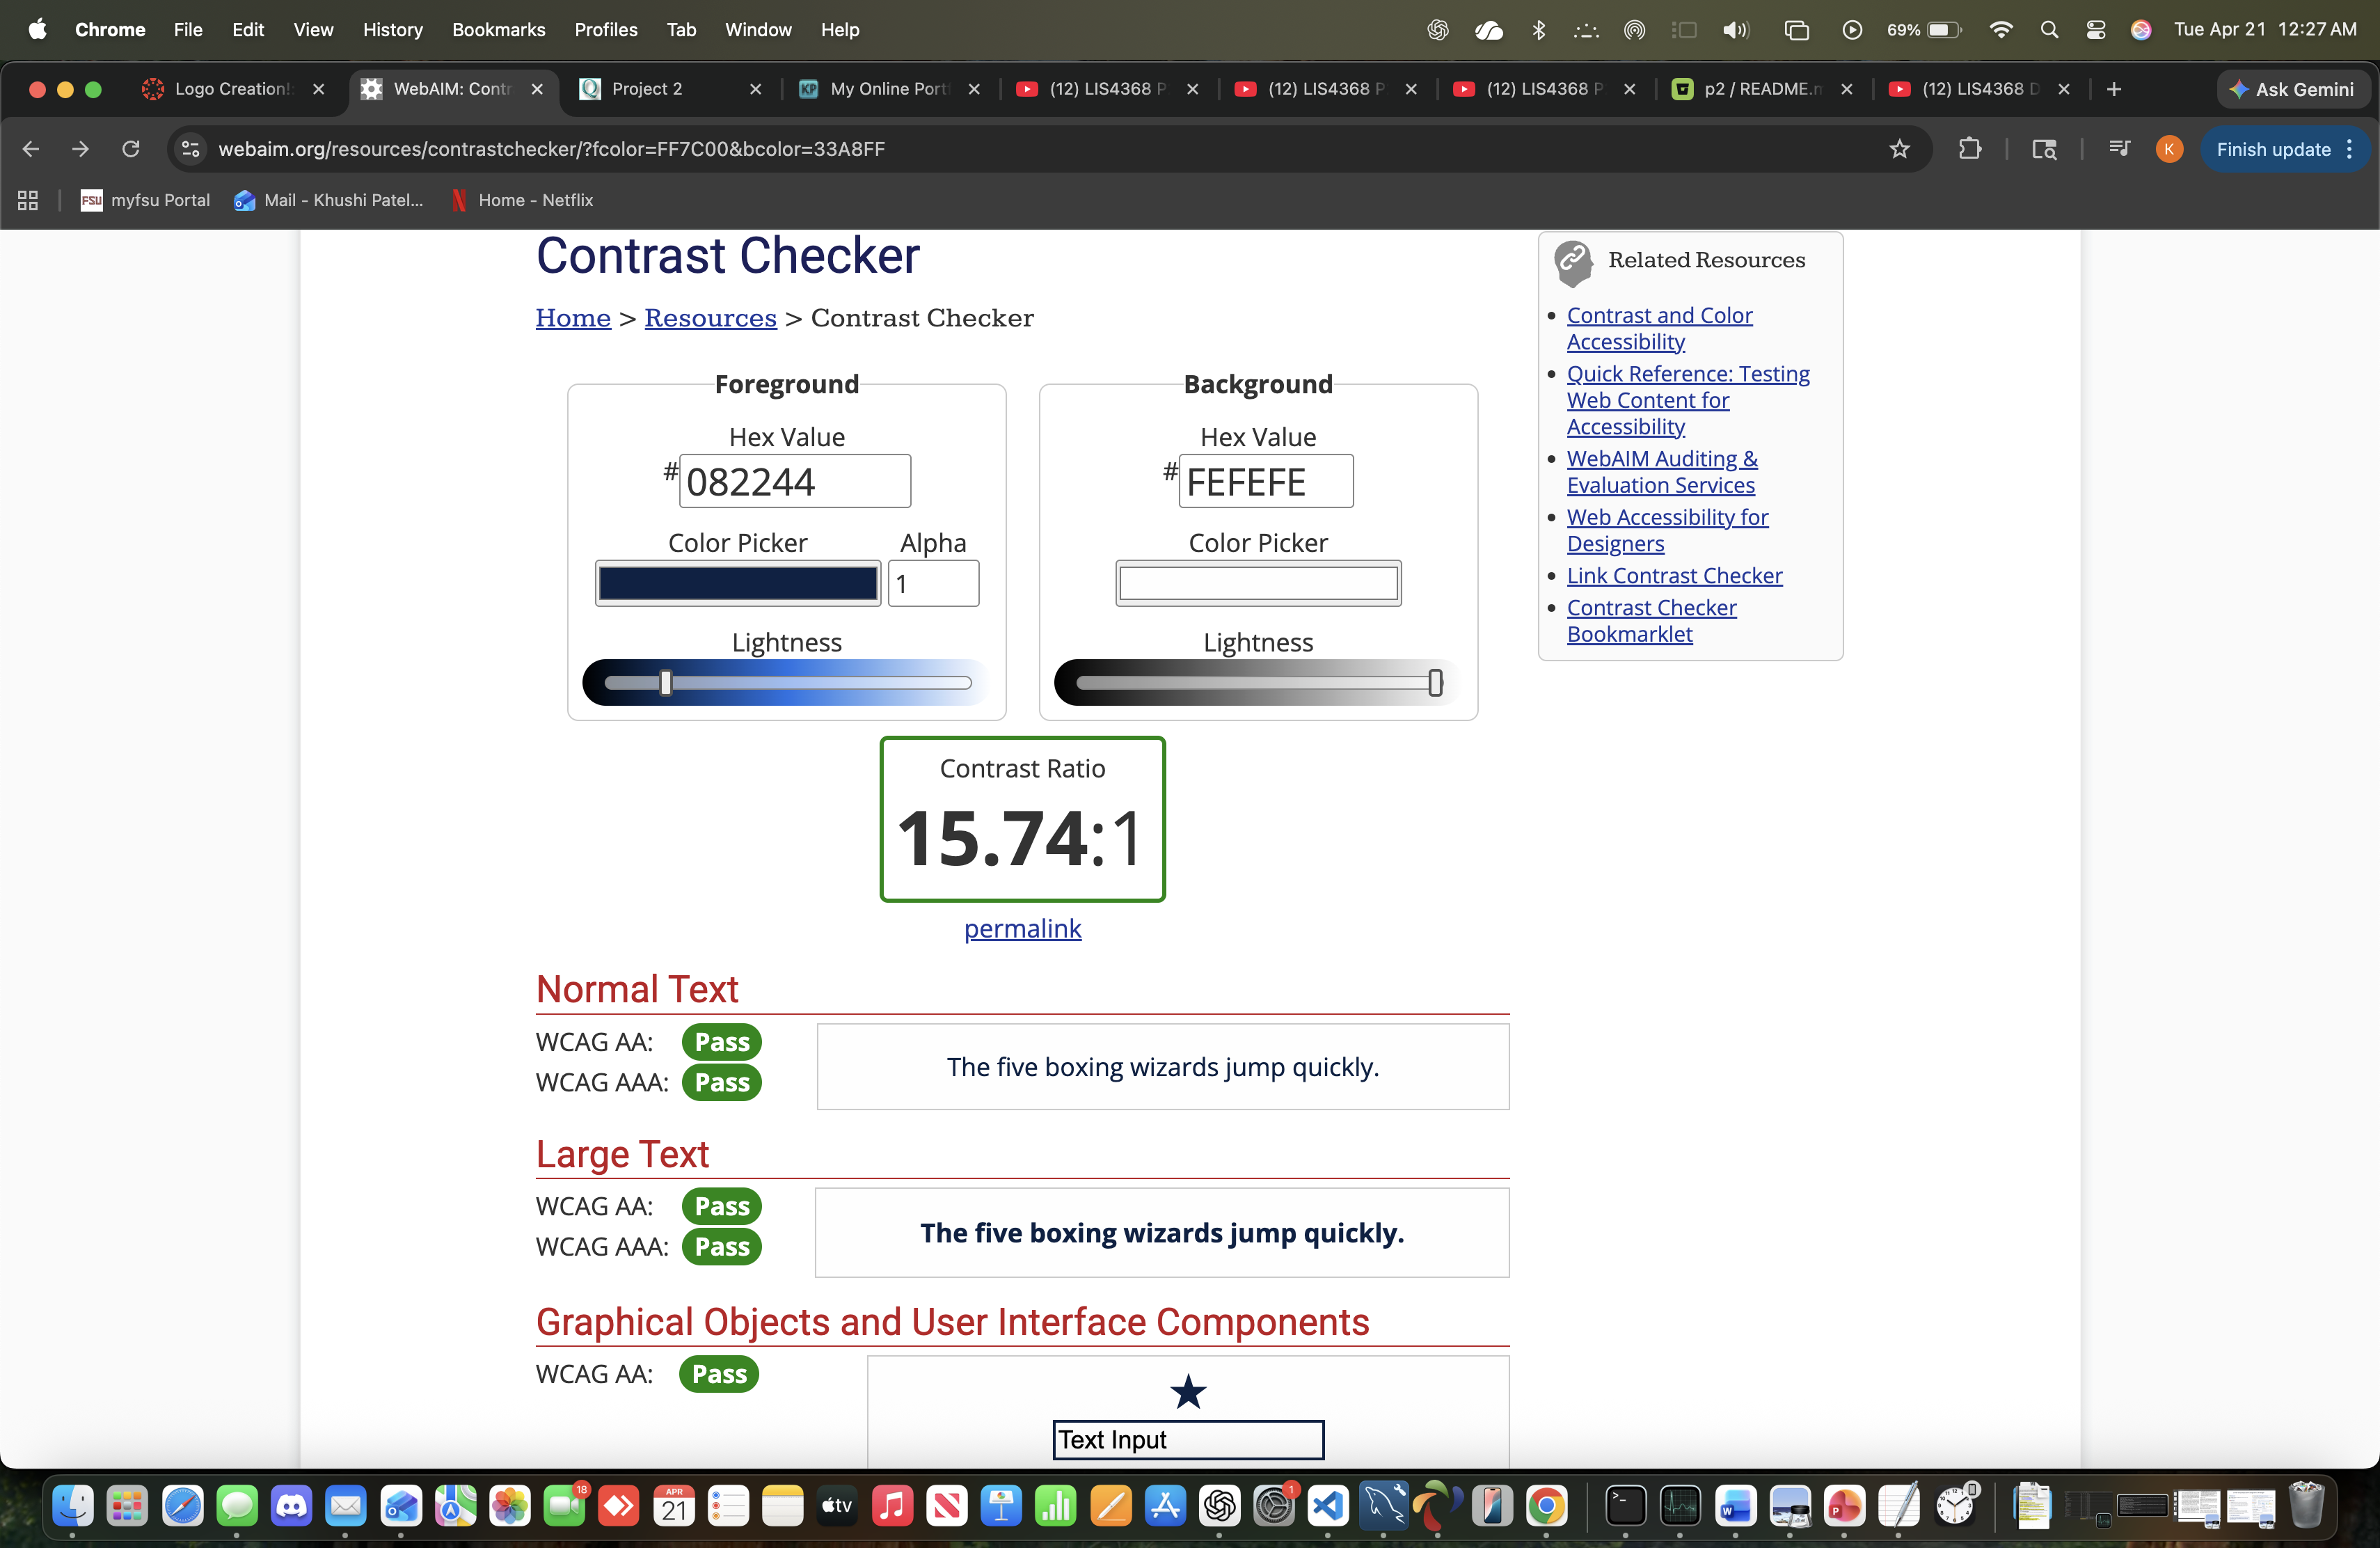 Chrome File Edit View History Bookmarks Profiles Tab Window Help 69% Tue Apr 21 12:27 AM
Logo Creation! WebAIM: Contr Project 2 My Online Port (12) LIS4368 P (12) LIS4368 P (12) LIS4368 P p2 / README.m (12) LIS4368 D Ask Gemini
webaim.org/resources/contrastchecker/?fcolor=FF7C00&bcolor=33A8FF K Finish update
FSU myfsu Portal Mail - Khushi Patel... Home - Netflix
Contrast Checker
Home > Resources > Contrast Checker
Foreground
Hex Value
#082244
Color Picker Alpha
1
Lightness
Background
Hex Value
#FEFEFE
Color Picker
Lightness
Contrast Ratio
15.74:1
permalink
Normal Text
WCAG AA: Pass
WCAG AAA: Pass
The five boxing wizards jump quickly.
Large Text
WCAG AA: Pass
WCAG AAA: Pass
The five boxing wizards jump quickly.
Graphical Objects and User Interface Components
WCAG AA: Pass
Text Input
Related Resources
Contrast and Color
Accessibility
Quick Reference: Testing
Web Content for
Accessibility
WebAIM Auditing &
Evaluation Services
Web Accessibility for
Designers
Link Contrast Checker
Contrast Checker
Bookmarklet
18
APR
21
tv
1